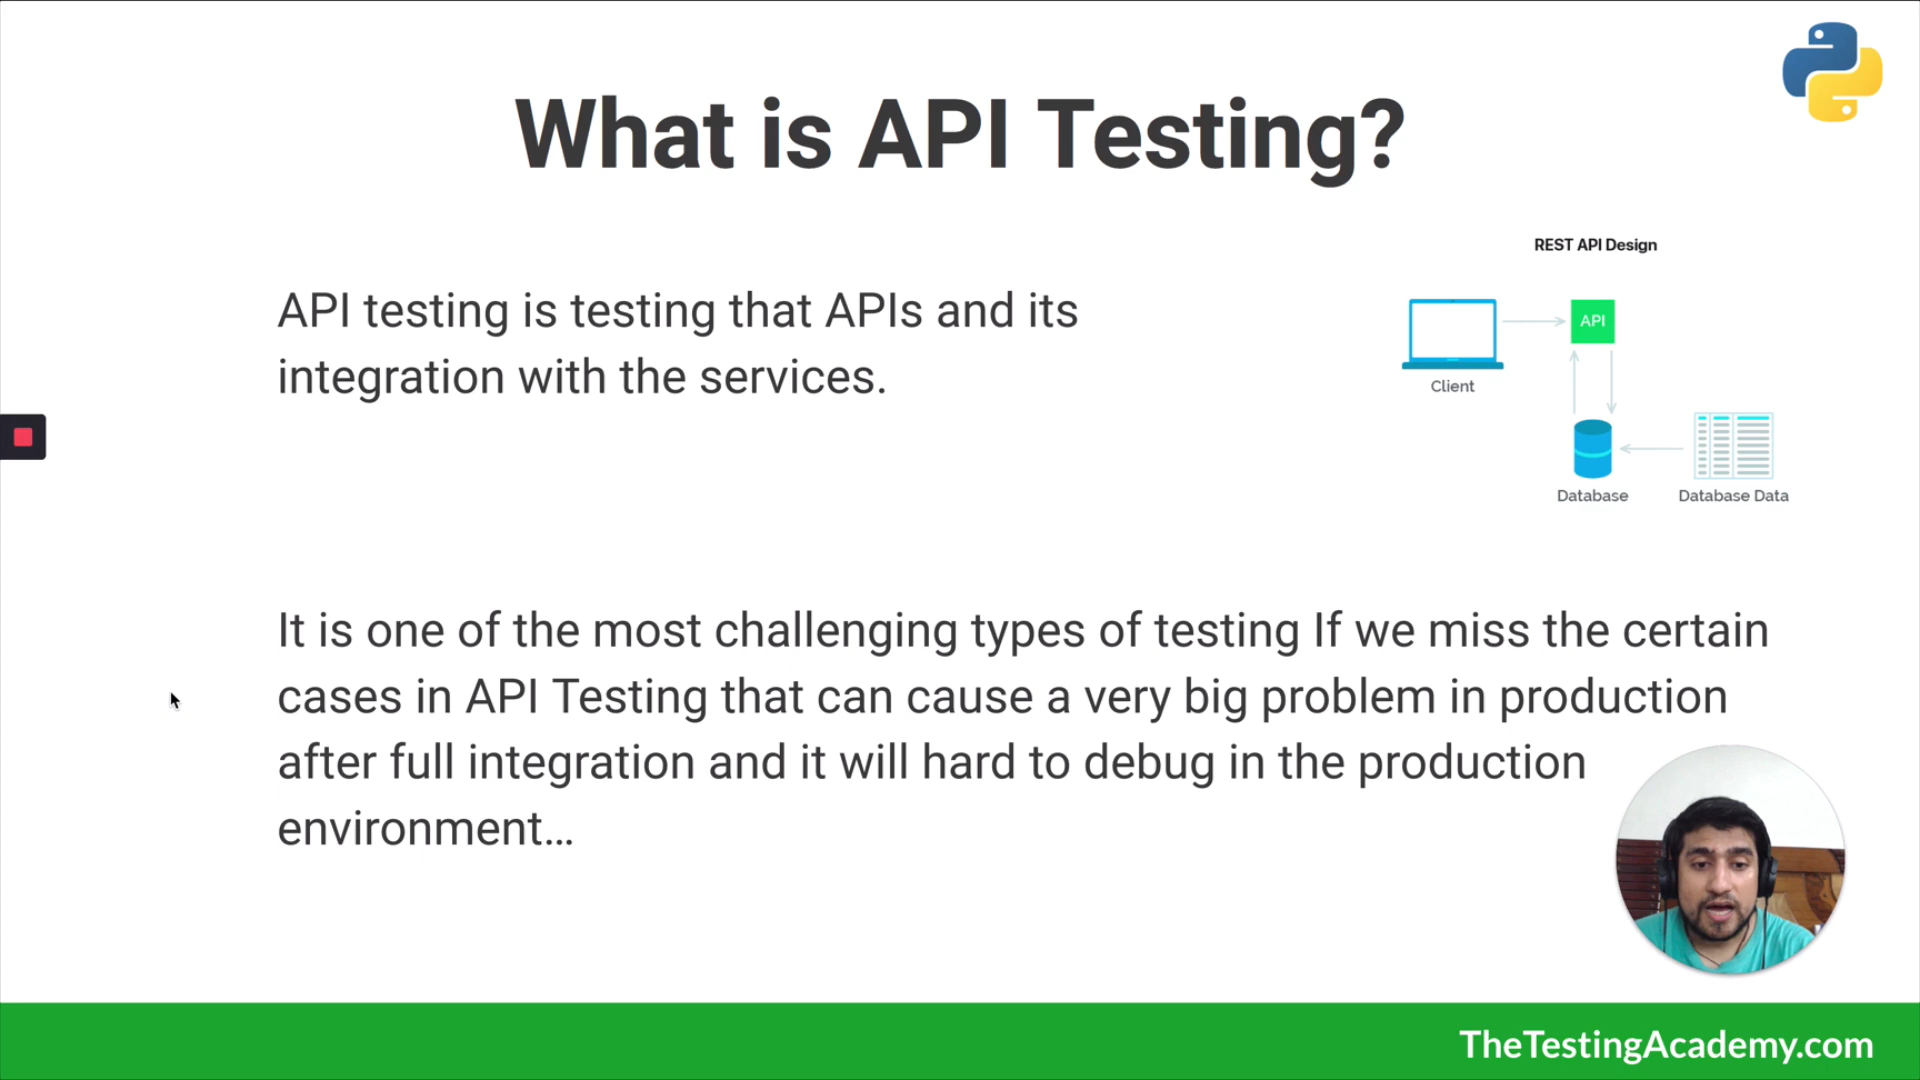 What is API Testing?
REST API Design
API testing is testing that APIs and its
integration with the services.
API
Client
Database
Database Data
It is one of the most challenging types of testing If we miss the certain
cases in API Testing that can cause a very big problem in production
after full integration and it will hard to debug in the production
environment...
TheTestingAcademy.com